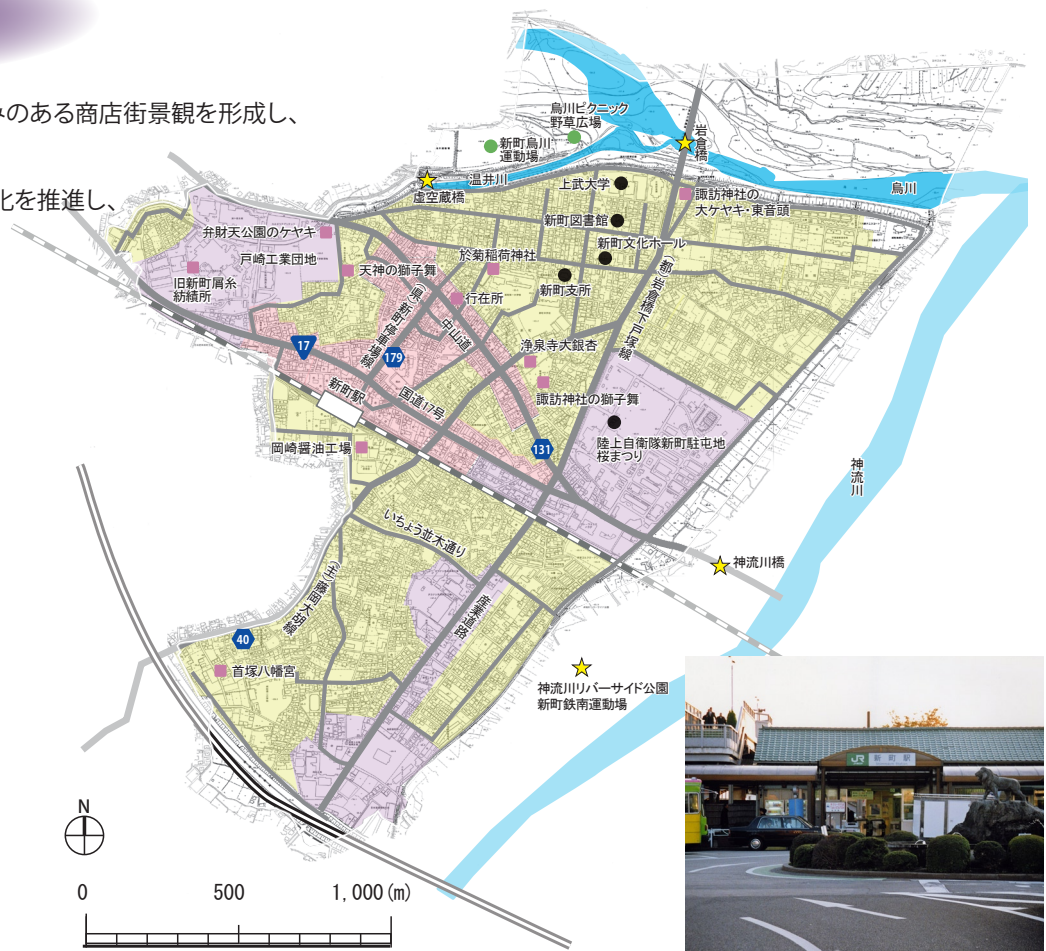 みのある商店街景観を形成し、
化を推進し、
烏川ピクニック
野草広場
新町烏川
運動場
岩倉橋
温井川
虚空蔵橋
上武大学
諏訪神社の
大ケヤキ・東音頭
烏川
新町図書館
弁財天公園のケヤキ
新町文化ホール
戸崎工業団地
於菊稲荷神社
天神の獅子舞
旧新町屑糸
紡績所
新町支所
(県)新町停車場線
行在所
(都)岩倉橋下戸塚線
中山道
17
179
浄泉寺大銀杏
新町駅
国道17号
諏訪神社の獅子舞
岡崎醤油工場
131
陸上自衛隊新町駐屯地
桜まつり
神流川
いちょう並木通り
神流川橋
(主)藤岡大胡線
産業道路
40
首塚八幡宮
神流川リバーサイド公園
新町鉄南運動場
JR 新町駅
N
0 500 1,000(m)